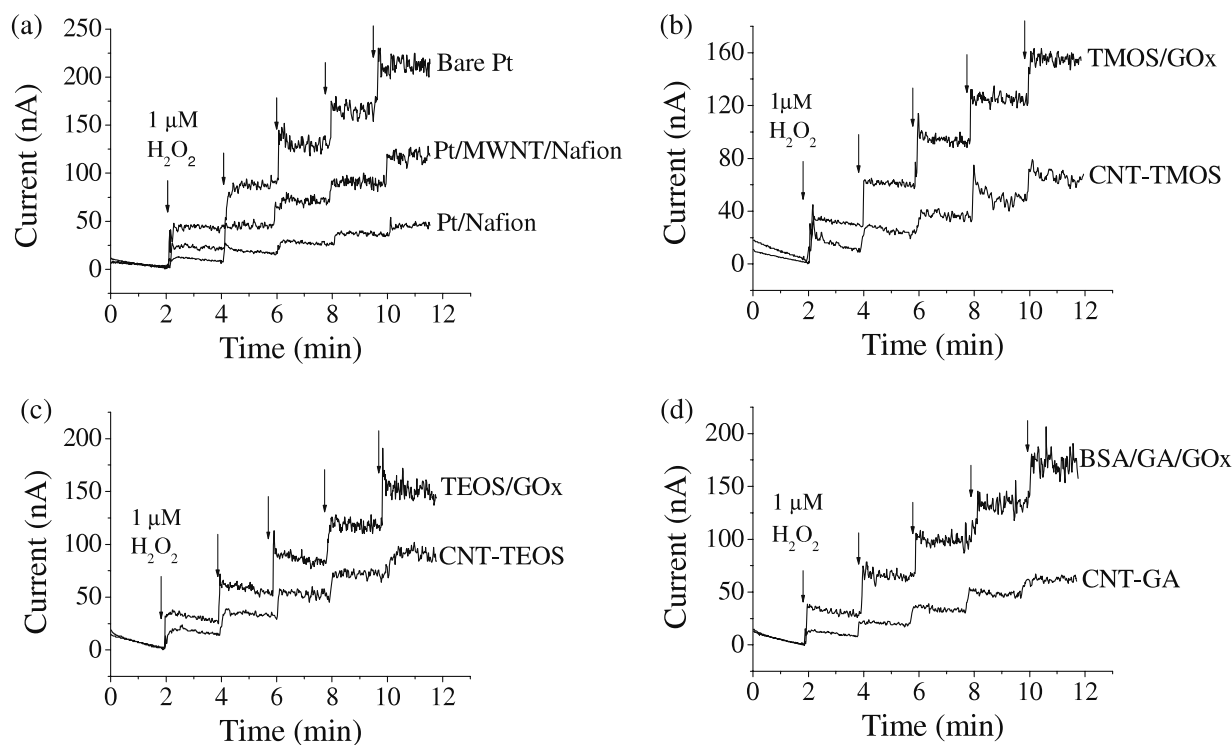 (a)
250
200
150
100
50
0
Current (nA)
1 μM
H₂O₂
Bare Pt
Pt/MWNT/Nafion
Pt/Nafion
0 2 4 6 8 10 12
Time (min)
(b)
160
120
80
40
0
Current (nA)
1μM
H₂O₂
TMOS/GOx
CNT-TMOS
0 2 4 6 8 10 12
Time (min)
(c)
200
150
100
50
0
Current (nA)
1 μM
H₂O₂
TEOS/GOx
CNT-TEOS
0 2 4 6 8 10 12
Time (min)
(d)
200
150
100
50
0
Current (nA)
1 μM
H₂O₂
BSA/GA/GOx
CNT-GA
0 2 4 6 8 10 12
Time (min)